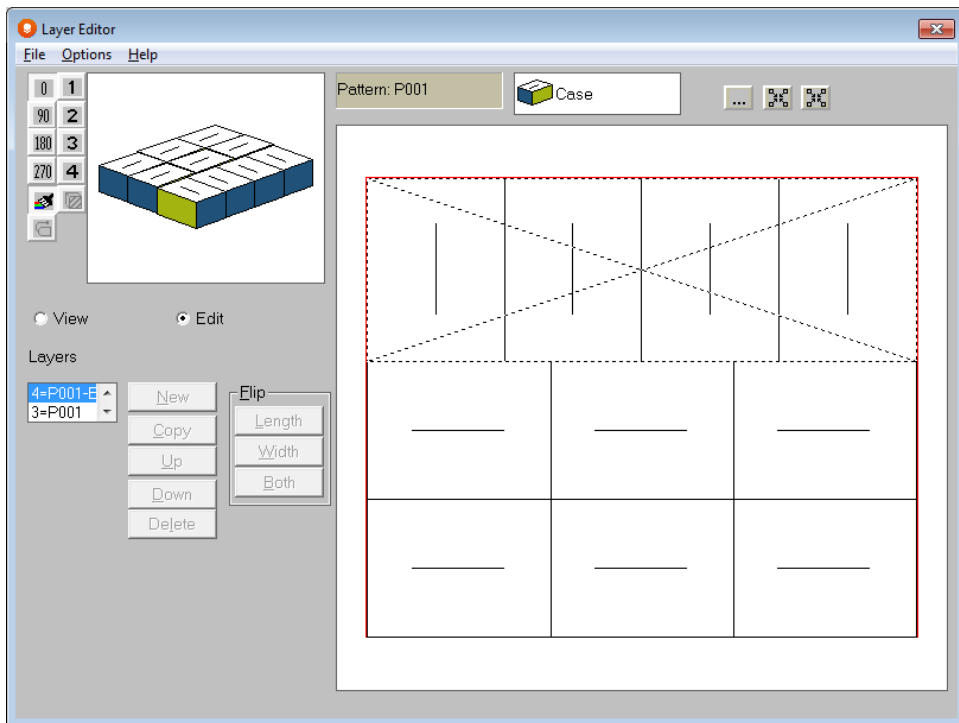 Layer Editor
File Options Help
0 1
90 2
180 3
270 4
Pattern: P001
Case
...
View Edit
Layers
4=P001-E
3=P001
New
Copy
Up
Down
Delete
Flip
Length
Width
Both